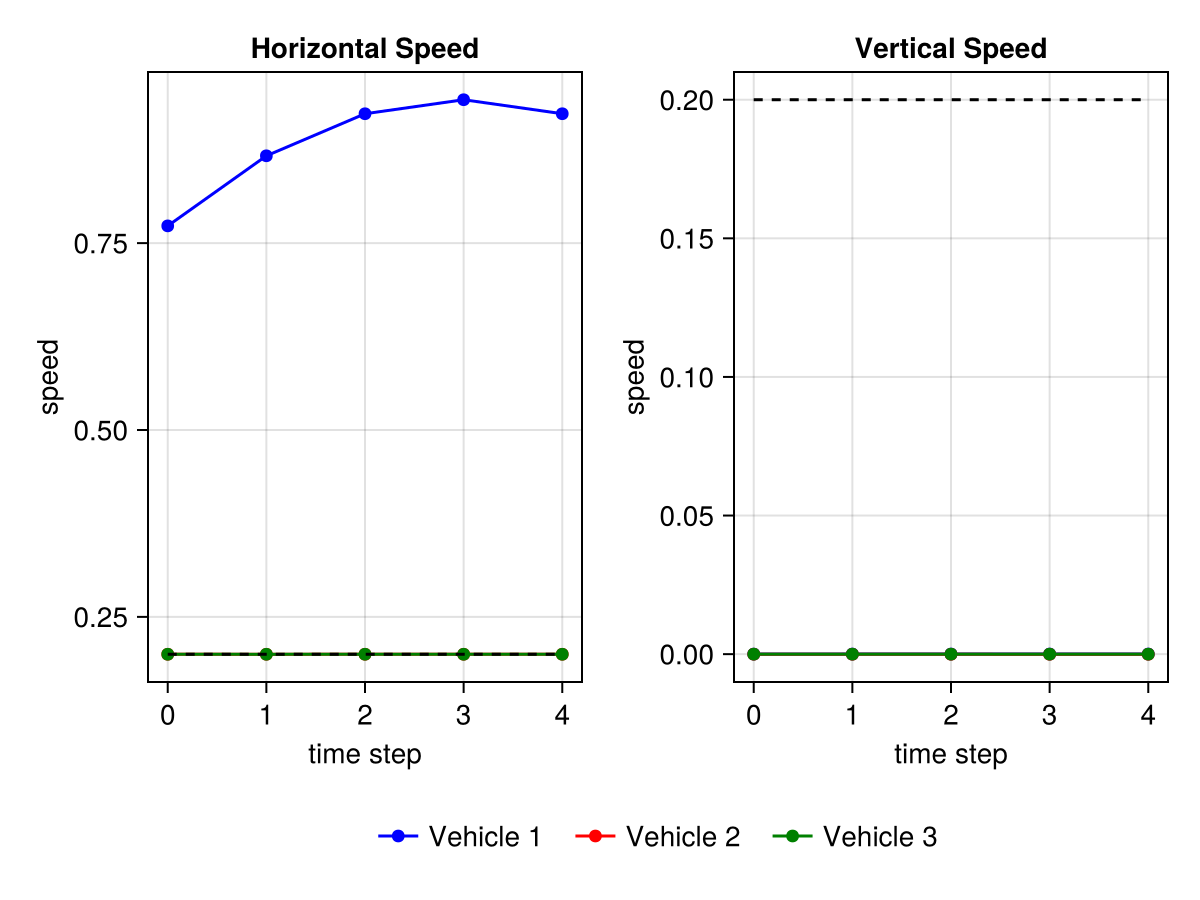 Horizontal Speed
speed
0.75
0.50
0.25
0 1 2 3 4
time step
Vertical Speed
speed
0.20
0.15
0.10
0.05
0.00
0 1 2 3 4
time step
Vehicle 1 Vehicle 2 Vehicle 3